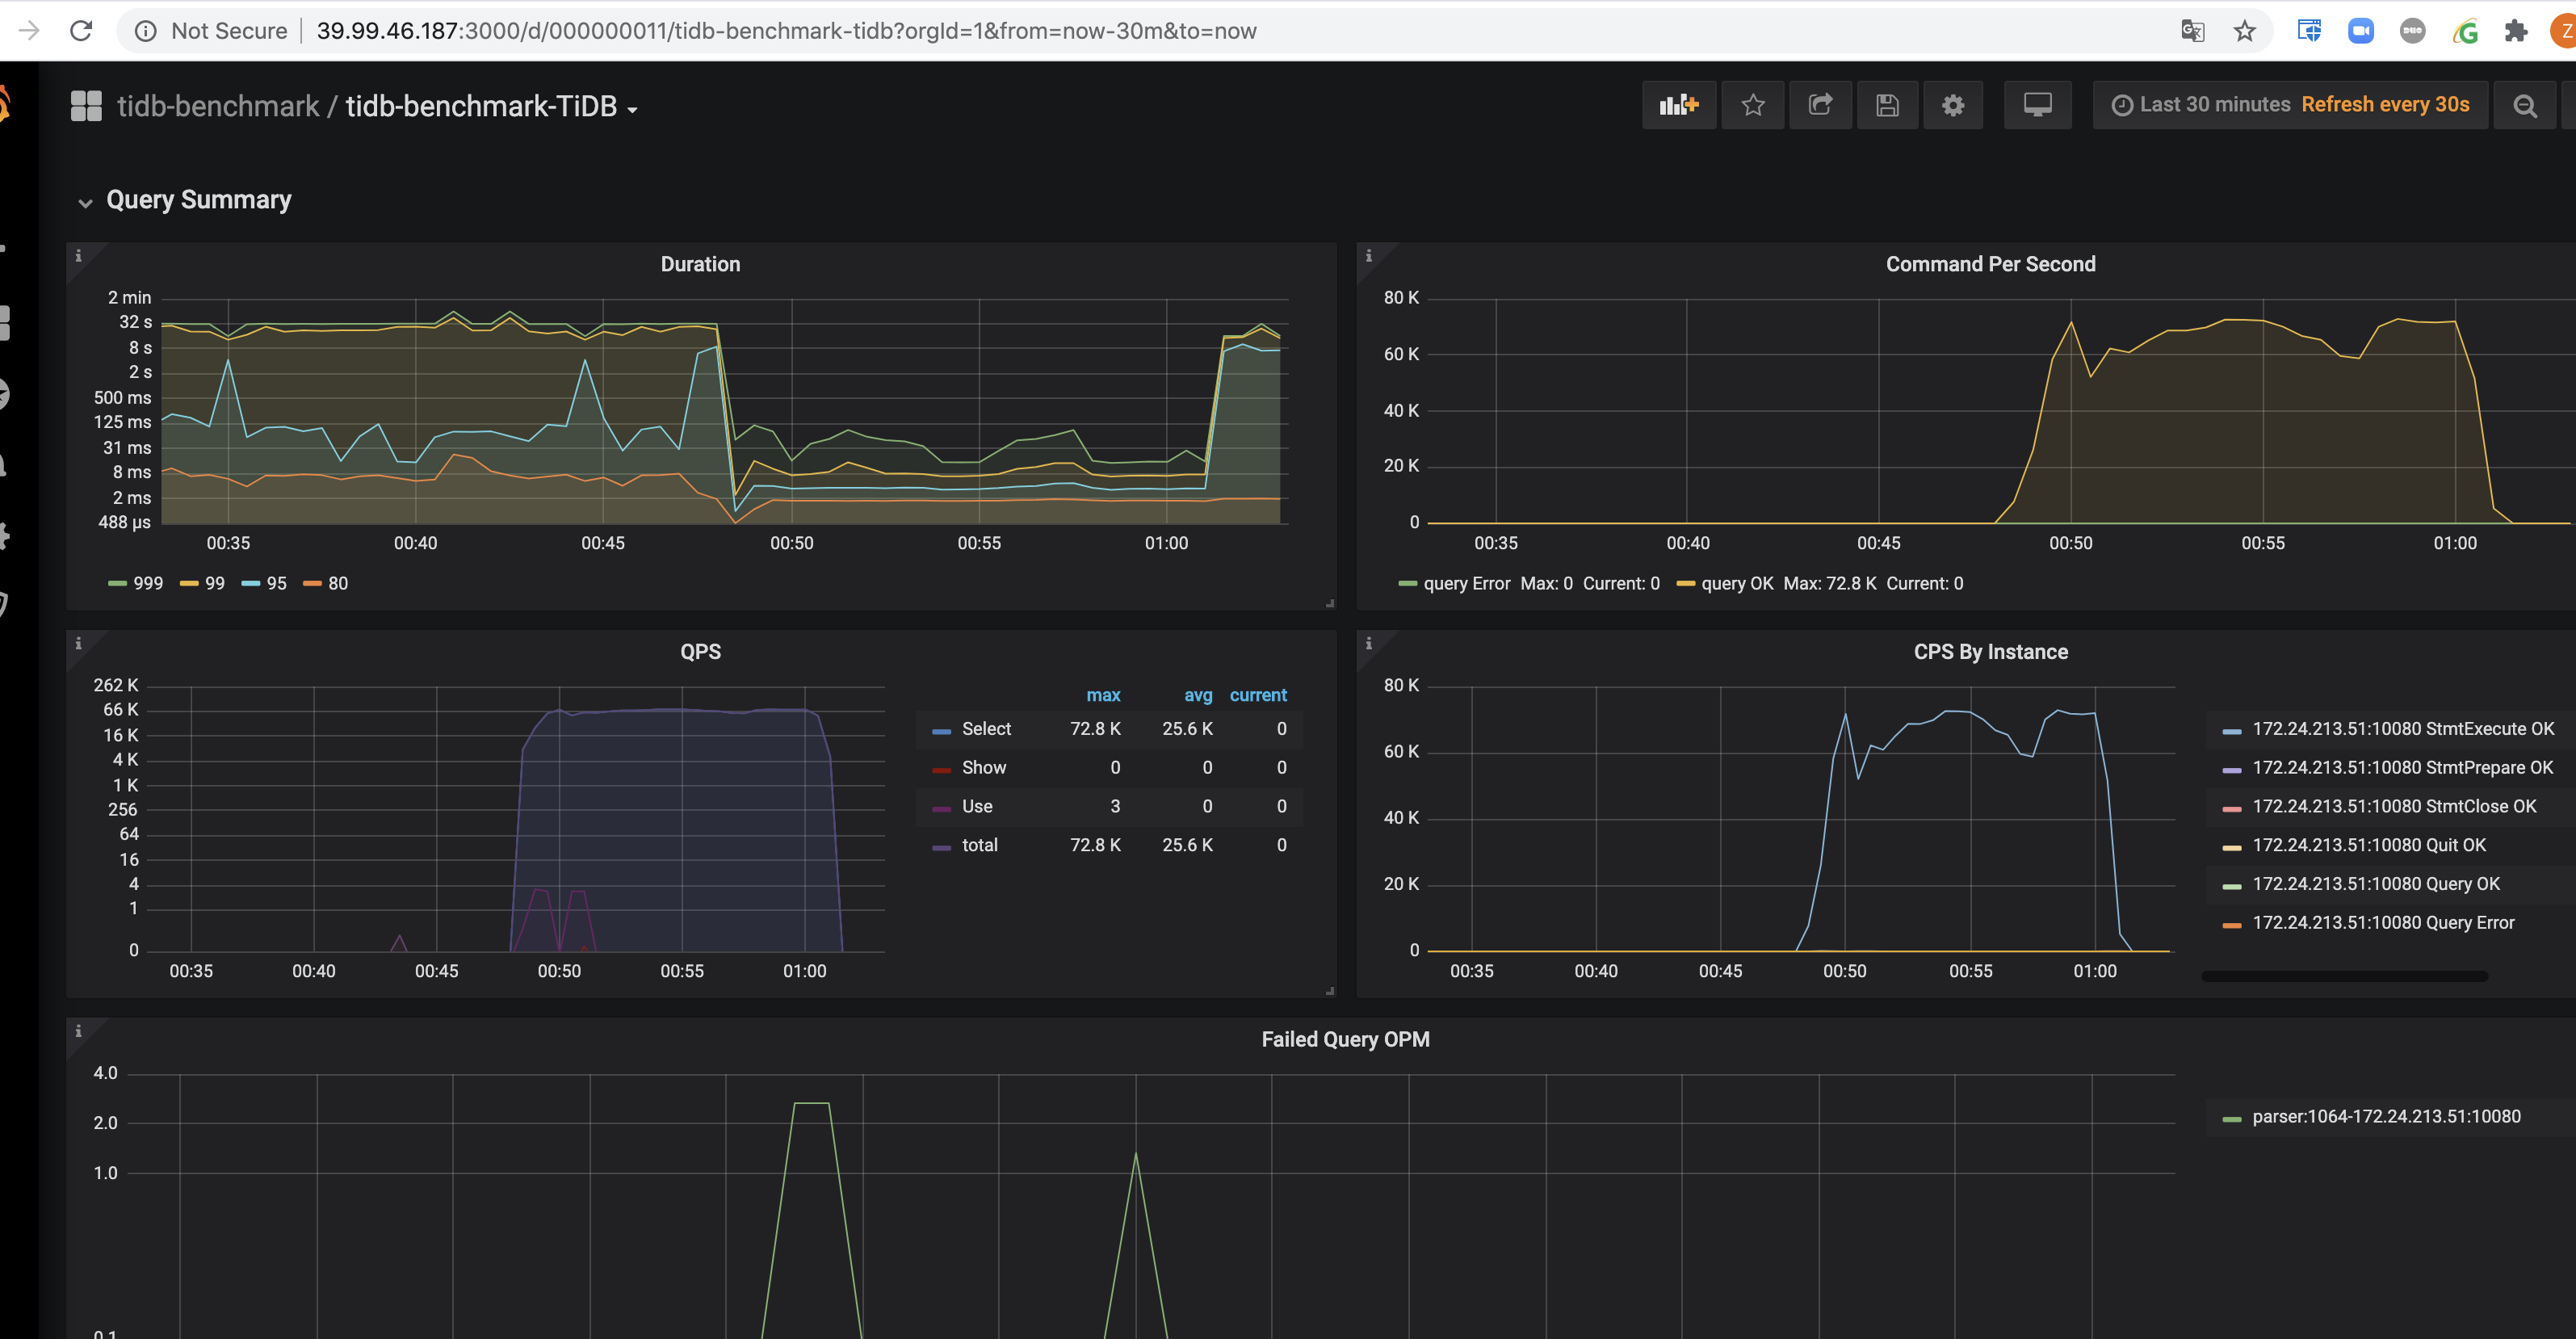 Not Secure 39.99.46.187:3000/d/000000011/tidb-benchmark-tidb?orgId=1&from=now-30m&to=now
Z
tidb-benchmark / tidb-benchmark-TiDB
Last 30 minutes Refresh every 30s
Query Summary
Duration
2 min
32 s
8 s
2 s
500 ms
125 ms
31 ms
8 ms
2 ms
488 µs
00:35 00:40 00:45 00:50 00:55 01:00
999 99 95 80
Command Per Second
80 K
60 K
40 K
20 K
0
00:35 00:40 00:45 00:50 00:55 01:00
query Error Max: 0 Current: 0 query OK Max: 72.8 K Current: 0
QPS
262 K
66 K
16 K
4 K
1 K
256
64
16
4
1
0
00:35 00:40 00:45 00:50 00:55 01:00
max avg current
Select 72.8 K 25.6 K 0
Show 0 0 0
Use 3 0 0
total 72.8 K 25.6 K 0
CPS By Instance
80 K
60 K
40 K
20 K
0
00:35 00:40 00:45 00:50 00:55 01:00
172.24.213.51:10080 StmtExecute OK
172.24.213.51:10080 StmtPrepare OK
172.24.213.51:10080 StmtClose OK
172.24.213.51:10080 Quit OK
172.24.213.51:10080 Query OK
172.24.213.51:10080 Query Error
Failed Query OPM
4.0
2.0
1.0
0.1
parser:1064-172.24.213.51:10080